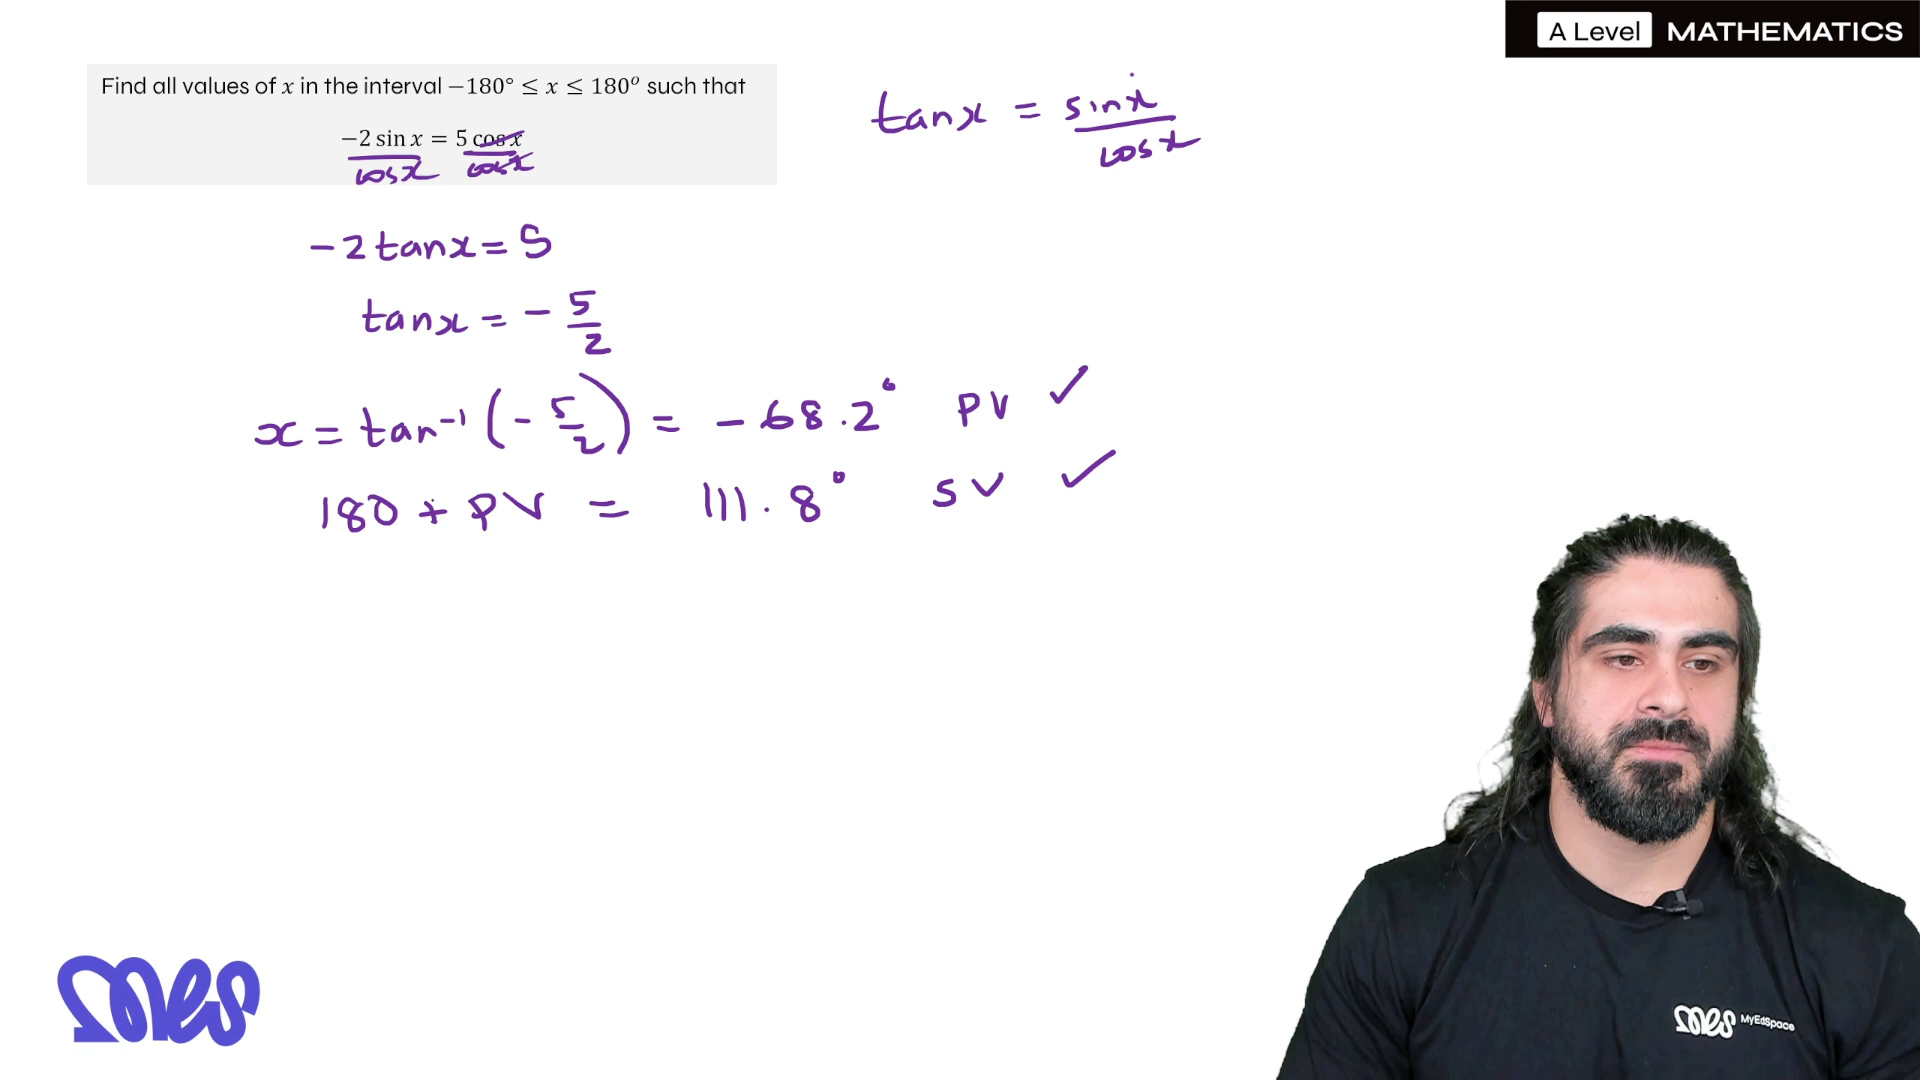 A Level MATHEMATICS
Find all values of x in the interval −180° ≤ x ≤ 180° such that
−2 sin x = 5 cos x
cosx cosx
tanx = sinx / cosx
-2tanx = 5
tanx = - 5/2
x = tan⁻¹(- 5/2) = -68.2° PV ✓
180 + PV = 111.8° SV ✓
mes
mes MyEdSpace